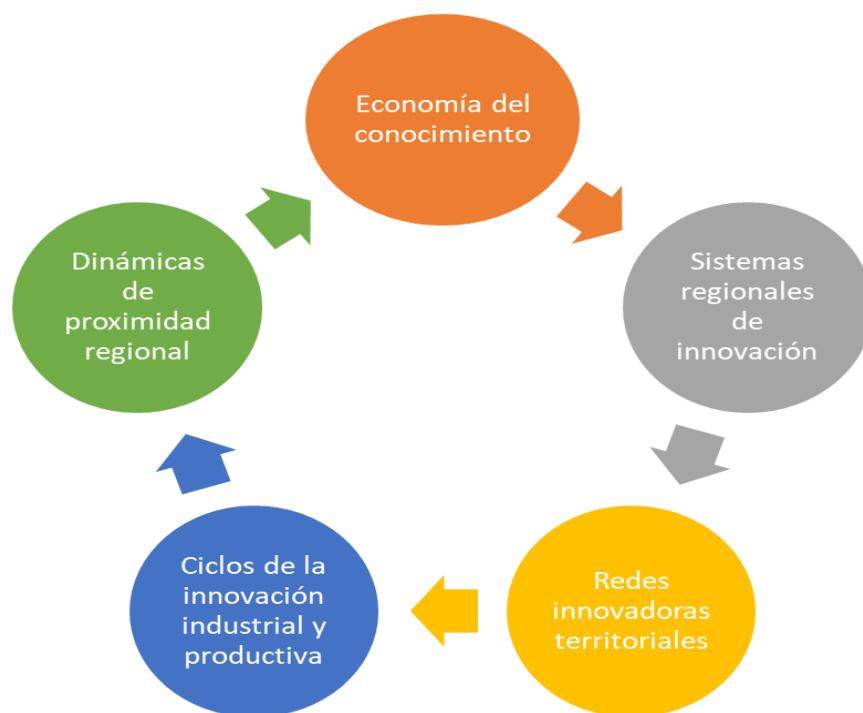 Economía del
conocimiento
Sistemas
regionales
de
innovación
Redes
innovadoras
territoriales
Ciclos de la
innovación
industrial y
productiva
Dinámicas
de
proximidad
regional